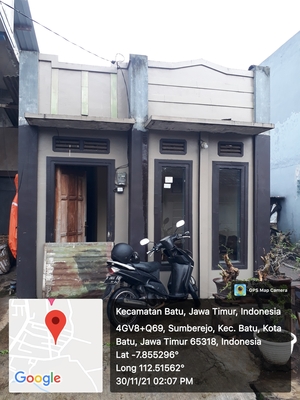 GPS Map Camera
Kecamatan Batu, Jawa Timur, Indonesia
4GV8+Q69, Sumberejo, Kec. Batu, Kota
Batu, Jawa Timur 65318, Indonesia
Lat -7.855296°
Long 112.51562°
30/11/21 02:07 PM
Google